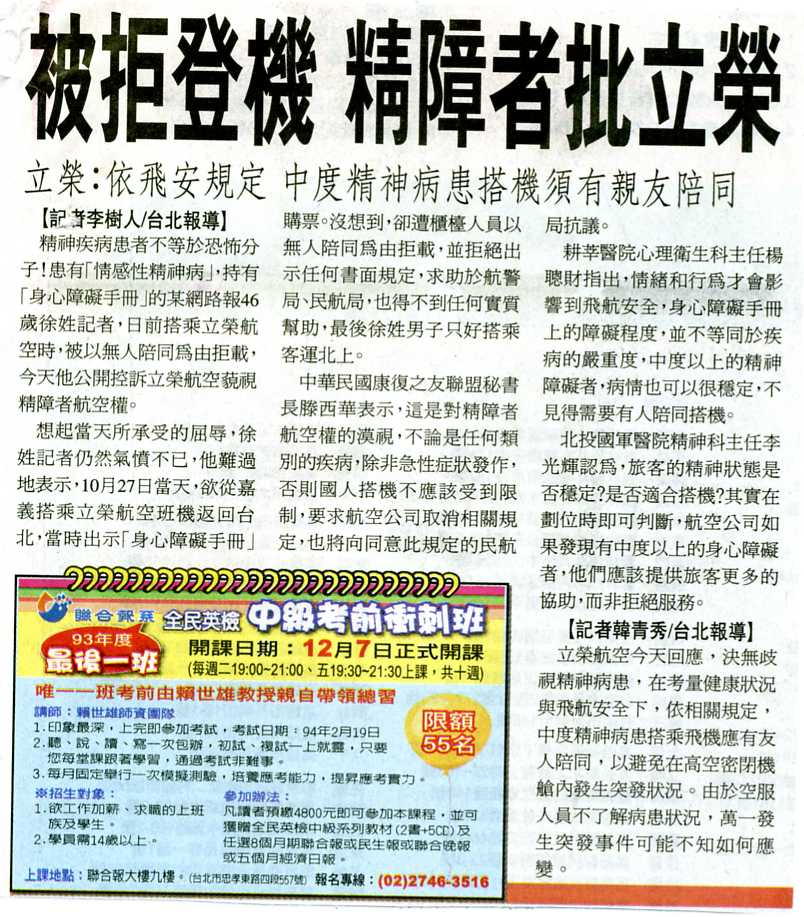 被拒登機 精障者批立榮
立榮：依飛安規定 中度精神病患搭機須有親友陪同
【記者李樹人/台北報導】
精神疾病患者不等於恐怖分
子！患有「情感性精神病」，持有
「身心障礙手冊」的某網路報46
歲徐姓記者，日前搭乘立榮航
空時，被以無人陪同爲由拒載，
今天他公開控訴立榮航空藐視
精障者航空權。
想起當天所承受的屈辱，徐
姓記者仍然氣憤不已，他難過
地表示，10月27日當天，欲從嘉
義搭乘立榮航空班機返回台
北，當時出示「身心障礙手冊」
購票。沒想到，卻遭櫃檯人員以
無人陪同爲由拒載，並拒絕出
示任何書面規定，求助於航警
局、民航局，也得不到任何實質
幫助，最後徐姓男子只好搭乘
客運北上。
中華民國康復之友聯盟秘書
長滕西華表示，這是對精障者
航空權的漠視，不論是任何類
別的疾病，除非急性症狀發作，
否則國人搭機不應該受到限
制，要求航空公司取消相關規
定，也將向同意此規定的民航
局抗議。
耕莘醫院心理衛生科主任楊
聰財指出，情緒和行爲才會影
響到飛航安全，身心障礙手冊
上的障礙程度，並不等同於疾
病的嚴重度，中度以上的精神
障礙者，病情也可以很穩定，不
見得需要有人陪同搭機。
北投國軍醫院精神科主任李
光輝認爲，旅客的精神狀態是
否穩定？是否適合搭機？其實在
劃位時即可判斷，航空公司如
果發現有中度以上的身心障礙
者，他們應該提供旅客更多的
協助，而非拒絕服務。
【記者韓青秀/台北報導】
立榮航空今天回應，決無歧
視精神病患，在考量健康狀況
與飛航安全下，依相關規定，
中度精神病患搭乘飛機應有友
人陪同，以避免在高空密閉機
艙內發生突發狀況。由於空服
人員不了解病患狀況，萬一發
生突發事件可能不知如何應
變。
聯合報系 全民英檢 中級考前衝刺班
93年度
最後一班
開課日期：12月7日正式開課
(每週二19:00~21:00、五19:30~21:30上課，共十週)
唯一一班考前由賴世雄教授親自帶領總習
講師：賴世雄師資團隊
1.印象最深，上完即參加考試，考試日期：94年2月19日
2.聽、說、讀、寫一次包辦，初試、複試一上就靈，只要
您每堂課跟著學習，通過考試非難事。
3.每月固定舉行一次模擬測驗，培養應考能力，提昇應考實力。
限額
55名
※招生對象：
1.欲工作加薪、求職的上班
族及學生。
2.學員需14歲以上。
參加辦法：
凡讀者預繳4800元即可參加本課程，並可
獲贈全民英檢中級系列教材(2書+5CD)及
任選8個月期聯合報或民生報或聯合晚報
或五個月經濟日報。
上課地點：聯合報大樓九樓。(台北市忠孝東路四段557號) 報名專線：(02)2746-3516